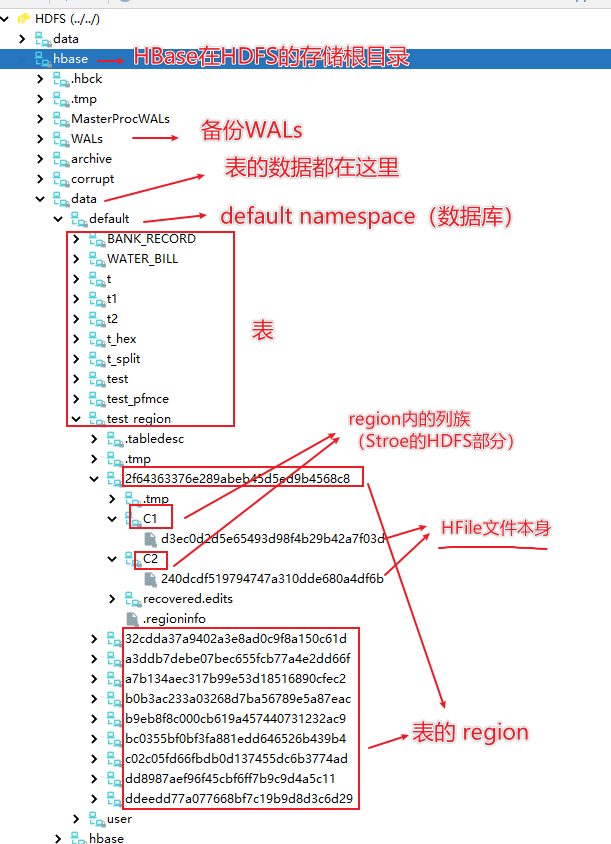 HDFS (../../)
data
hbase
HBase在HDFS的存储根目录
.hbck
.tmp
MasterProcWALs
WALs
备份WALs
archive
表的数据都在这里
corrupt
data
default
default namespace（数据库）
BANK_RECORD
WATER_BILL
t
t1
t2
表
t_hex
t_split
test
test_pfmce
test_region
region内的列族
（Stroe的HDFS部分）
.tabledesc
.tmp
2f64363376e289abeb45d5ed9b4568c8
.tmp
C1
d3ec0d2d5e65493d98f4b29b42a7f03d
HFile文件本身
C2
240dcdf519794747a310dde680a4df6b
recovered.edits
.regioninfo
32cdda37a9402a3e8ad0c9f8a150c61d
a3ddb7debe07bec655fcb77a4e2dd66f
a7b134aec317b99e53d18516890cfec2
b0b3ac233a03268d7ba56789e5a87eac
b9eb8f8c000cb619a457440731232ac9
表的 region
bc0355bf0bf3fa881edd646526b439b4
c02c05fd66fbdb0d137455dc6b3774ad
dd8987aef96f45cbf6ff7b9c9d4a5c11
ddeedd77a077668bf7c19b9d8d3c6d29
user
hbase